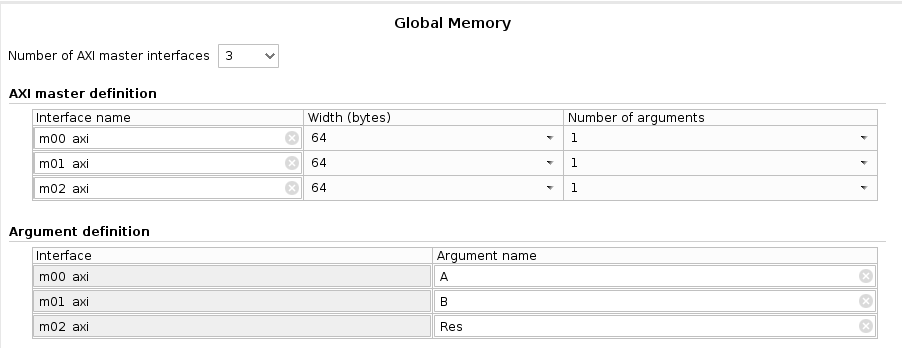 Global Memory
Number of AXI master interfaces 3
AXI master definition
Interface name Width (bytes) Number of arguments
m00_axi 64 1
m01_axi 64 1
m02_axi 64 1
Argument definition
Interface Argument name
m00_axi A
m01_axi B
m02_axi Res